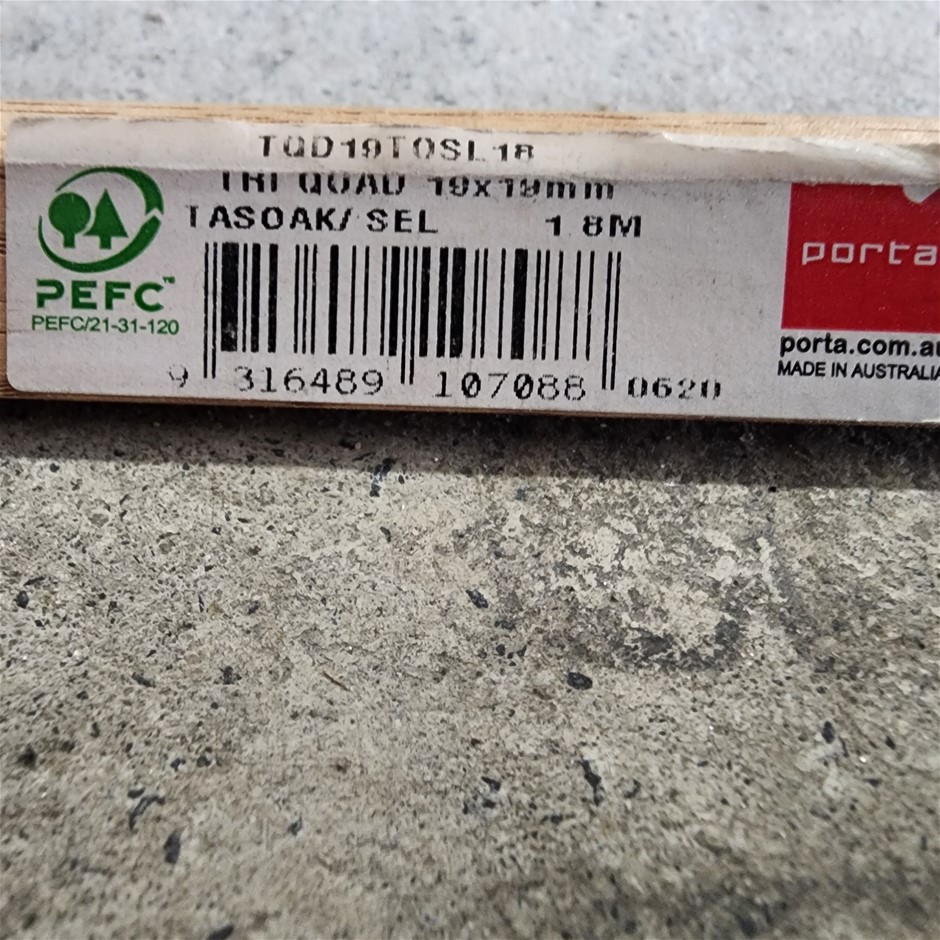 TQD19TOSL18
TRI QUAD 19x19mm
TASOAK/ SEL 1 8M
PEFC™
PEFC/21-31-120
9 316489 107088 0620
porta
porta.com.au
MADE IN AUSTRALIA